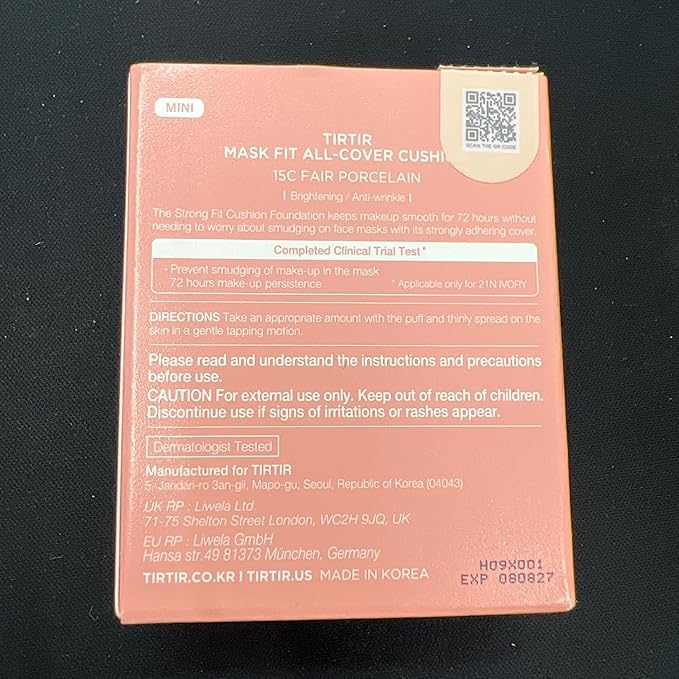 MINI
SCAN THE QR CODE
TIRTIR
MASK FIT ALL-COVER CUSHI
15C FAIR PORCELAIN
| Brightening / Anti-wrinkle |
The Strong Fit Cushion Foundation keeps makeup smooth for 72 hours without
needing to worry about smudging on face masks with its strongly adhering cover.
Completed Clinical Trial Test*
- Prevent smudging of make-up in the mask
- 72 hours make-up persistence * Applicable only for 21N IVORY
DIRECTIONS Take an appropriate amount with the puff and thinly spread on the
skin in a gentle tapping motion.
Please read and understand the instructions and precautions
before use.
CAUTION For external use only. Keep out of reach of children.
Discontinue use if signs of irritations or rashes appear.
Dermatologist Tested
Manufactured for TIRTIR
5, Jandari-ro 3an-gil, Mapo-gu, Seoul, Republic of Korea (04043)
UK RP : Liwela Ltd.
71-75 Shelton Street London, WC2H 9JQ, UK
EU RP : Liwela GmbH
Hansa str.49 81373 München, Germany
TIRTIR.CO.KR | TIRTIR.US MADE IN KOREA
H09X001
EXP 080827